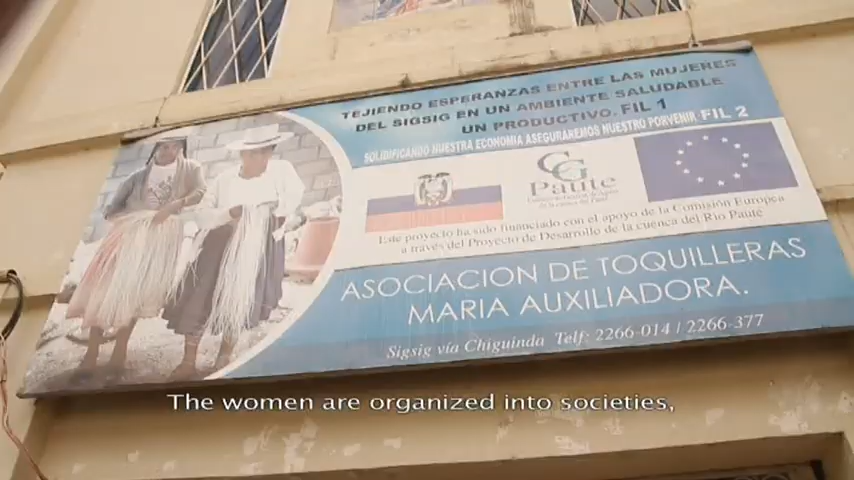 TEJIENDO ESPERANZAS ENTRE LAS MUJERES
DEL SIGSIG EN UN AMBIENTE SALUDABLE
UN PRODUCTIVO, FIL 1
SOLIDIFICANDO NUESTRA ECONOMIA ASEGURAREMOS NUESTRO PORVENIR FIL 2
CG
Paute
Este proyecto ha sido financiado con el apoyo de la Comisión Europea
a través del Proyecto de Desarrollo de la cuenca del Río Paute
ASOCIACION DE TOQUILLERAS
MARIA AUXILIADORA.
Sigsig vía Chiguinda Telf: 2266-014 / 2266-377
The women are organized into societies,